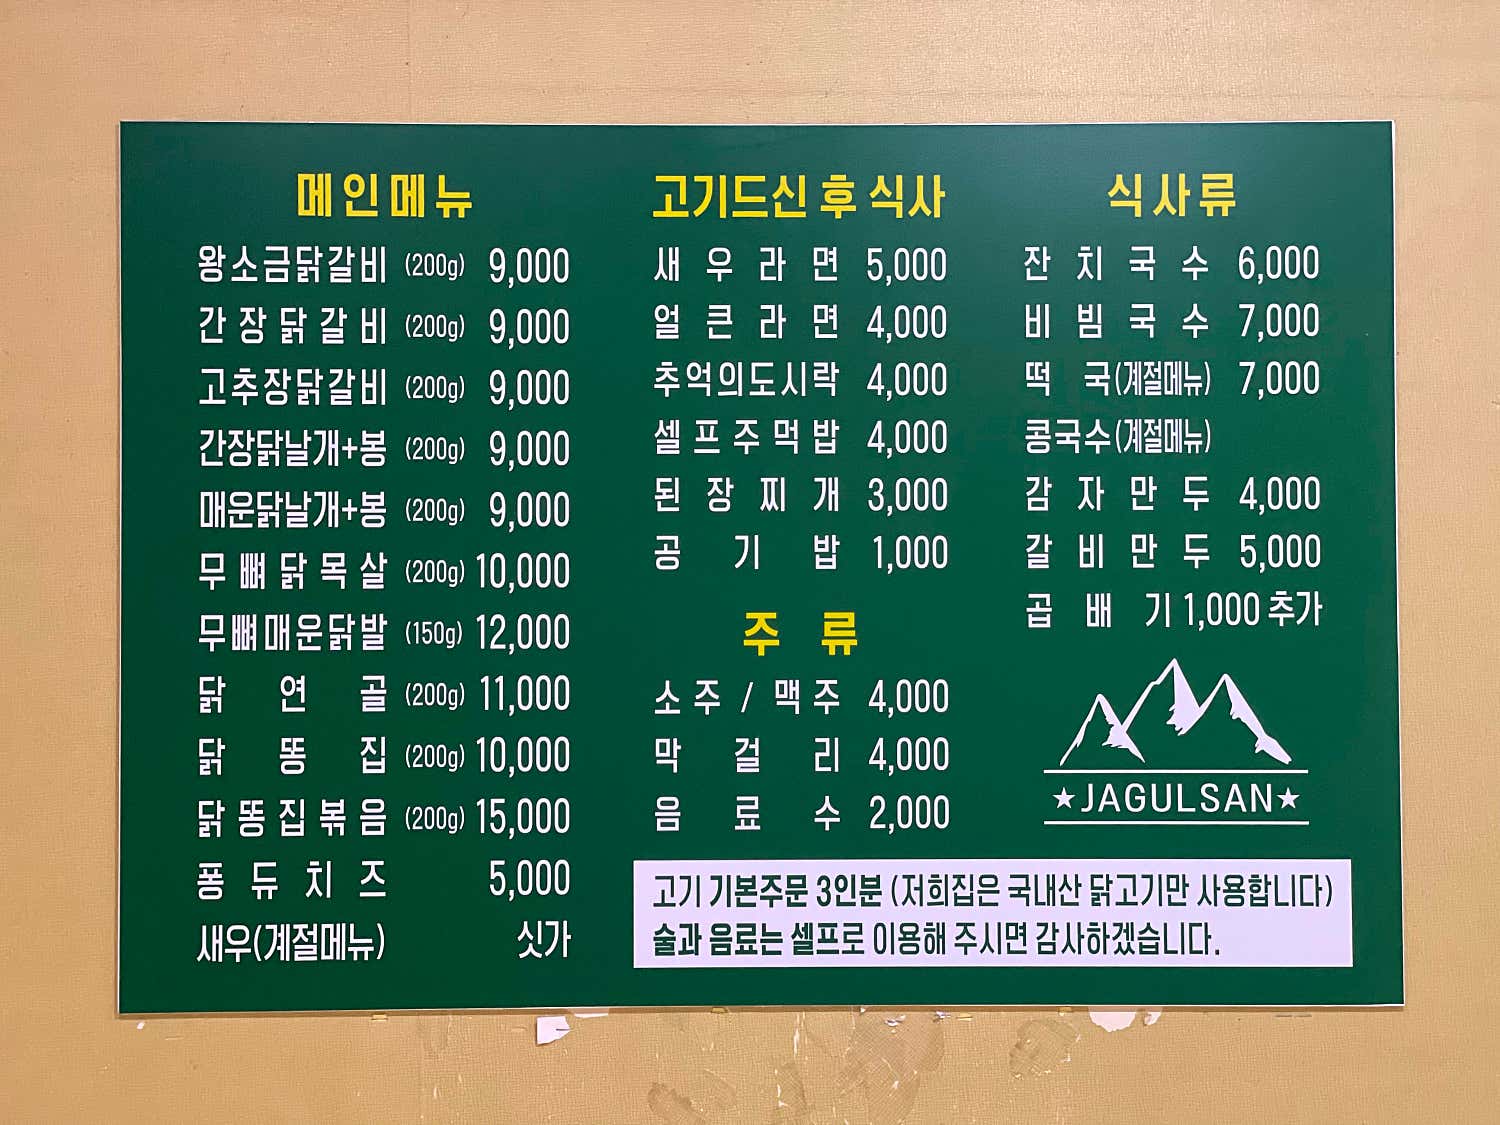 메인메뉴
왕소금닭갈비 (200g) 9,000
간장닭갈비 (200g) 9,000
고추장닭갈비 (200g) 9,000
간장닭날개+봉 (200g) 9,000
매운닭날개+봉 (200g) 9,000
무뼈닭목살 (200g) 10,000
무뼈매운닭발 (150g) 12,000
닭연골 (200g) 11,000
닭똥집 (200g) 10,000
닭똥집볶음 (200g) 15,000
퐁듀치즈 5,000
새우(계절메뉴) 싯가
고기드신 후 식사
새우라면 5,000
얼큰라면 4,000
추억의도시락 4,000
셀프주먹밥 4,000
된장찌개 3,000
공기밥 1,000
주류
소주 / 맥주 4,000
막걸리 4,000
음료수 2,000
식사류
잔치국수 6,000
비빔국수 7,000
떡국(계절메뉴) 7,000
콩국수(계절메뉴)
감자만두 4,000
갈비만두 5,000
곱배기 1,000 추가
★JAGULSAN★
고기 기본주문 3인분 (저희집은 국내산 닭고기만 사용합니다)
술과 음료는 셀프로 이용해 주시면 감사하겠습니다.